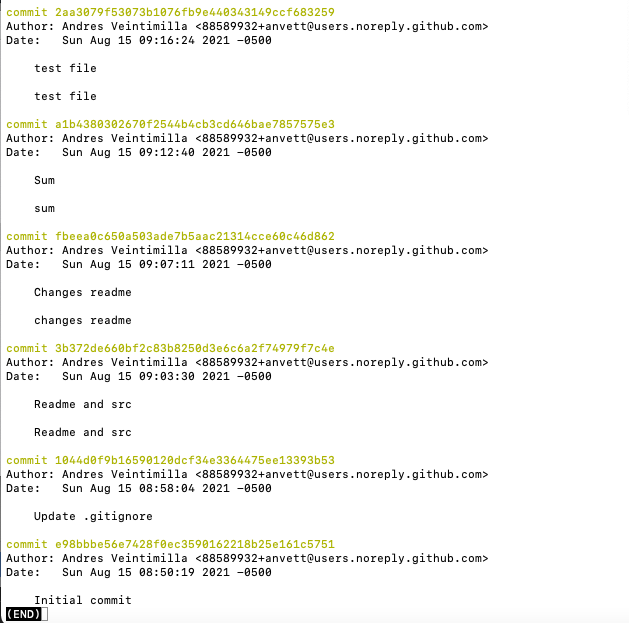 commit 2aa3079f53073b1076fb9e440343149ccf683259
Author: Andres Veintimilla <88589932+anvett@users.noreply.github.com>
Date:   Sun Aug 15 09:16:24 2021 -0500
test file
test file
commit a1b4380302670f2544b4cb3cd646bae7857575e3
Author: Andres Veintimilla <88589932+anvett@users.noreply.github.com>
Date:   Sun Aug 15 09:12:40 2021 -0500
Sum
sum
commit fbeea0c650a503ade7b5aac21314cce60c46d862
Author: Andres Veintimilla <88589932+anvett@users.noreply.github.com>
Date:   Sun Aug 15 09:07:11 2021 -0500
Changes readme
changes readme
commit 3b372de660bf2c83b8250d3e6c6a2f74979f7c4e
Author: Andres Veintimilla <88589932+anvett@users.noreply.github.com>
Date:   Sun Aug 15 09:03:30 2021 -0500
Readme and src
Readme and src
commit 1044d0f9b16590120dcf34e3364475ee13393b53
Author: Andres Veintimilla <88589932+anvett@users.noreply.github.com>
Date:   Sun Aug 15 08:58:04 2021 -0500
Update .gitignore
commit e98bbbe56e7428f0ec3590162218b25e161c5751
Author: Andres Veintimilla <88589932+anvett@users.noreply.github.com>
Date:   Sun Aug 15 08:50:19 2021 -0500
Initial commit
(END)